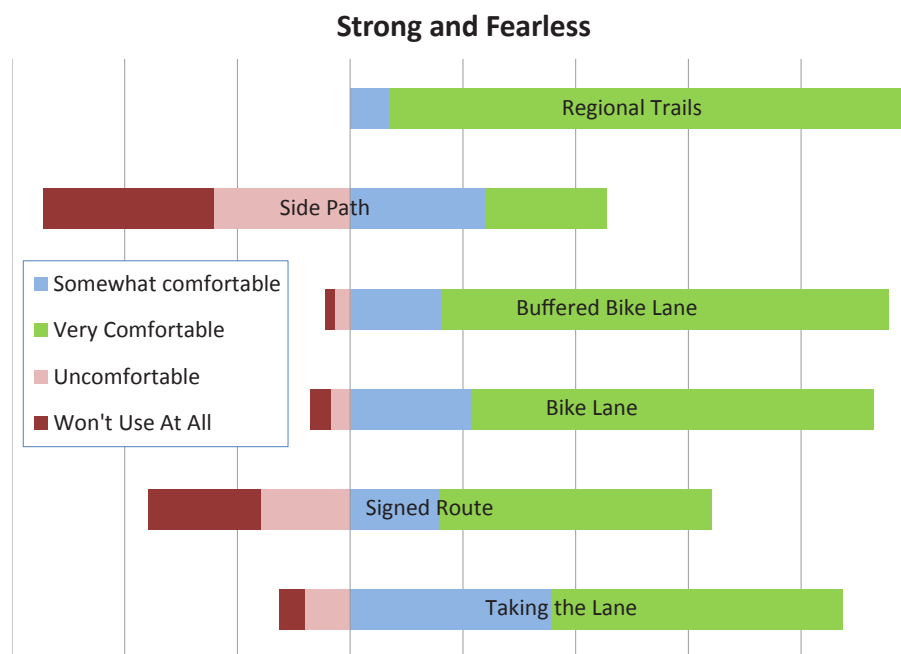 Strong and Fearless
Regional Trails
Side Path
Somewhat comfortable
Very Comfortable
Uncomfortable
Won't Use At All
Buffered Bike Lane
Bike Lane
Signed Route
Taking the Lane